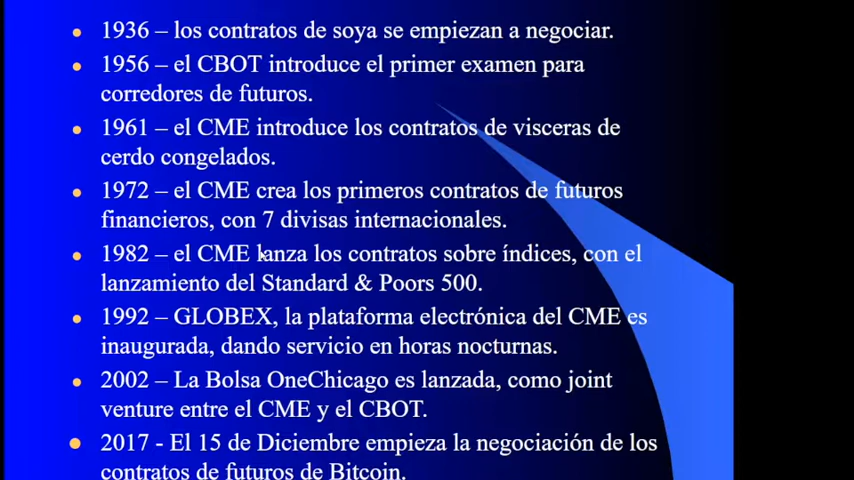 1936 – los contratos de soya se empiezan a negociar.
1956 – el CBOT introduce el primer examen para
corredores de futuros.
1961 – el CME introduce los contratos de visceras de
cerdo congelados.
1972 – el CME crea los primeros contratos de futuros
financieros, con 7 divisas internacionales.
1982 – el CME lanza los contratos sobre índices, con el
lanzamiento del Standard & Poors 500.
1992 – GLOBEX, la plataforma electrónica del CME es
inaugurada, dando servicio en horas nocturnas.
2002 – La Bolsa OneChicago es lanzada, como joint
venture entre el CME y el CBOT.
2017 - El 15 de Diciembre empieza la negociación de los
contratos de futuros de Bitcoin.